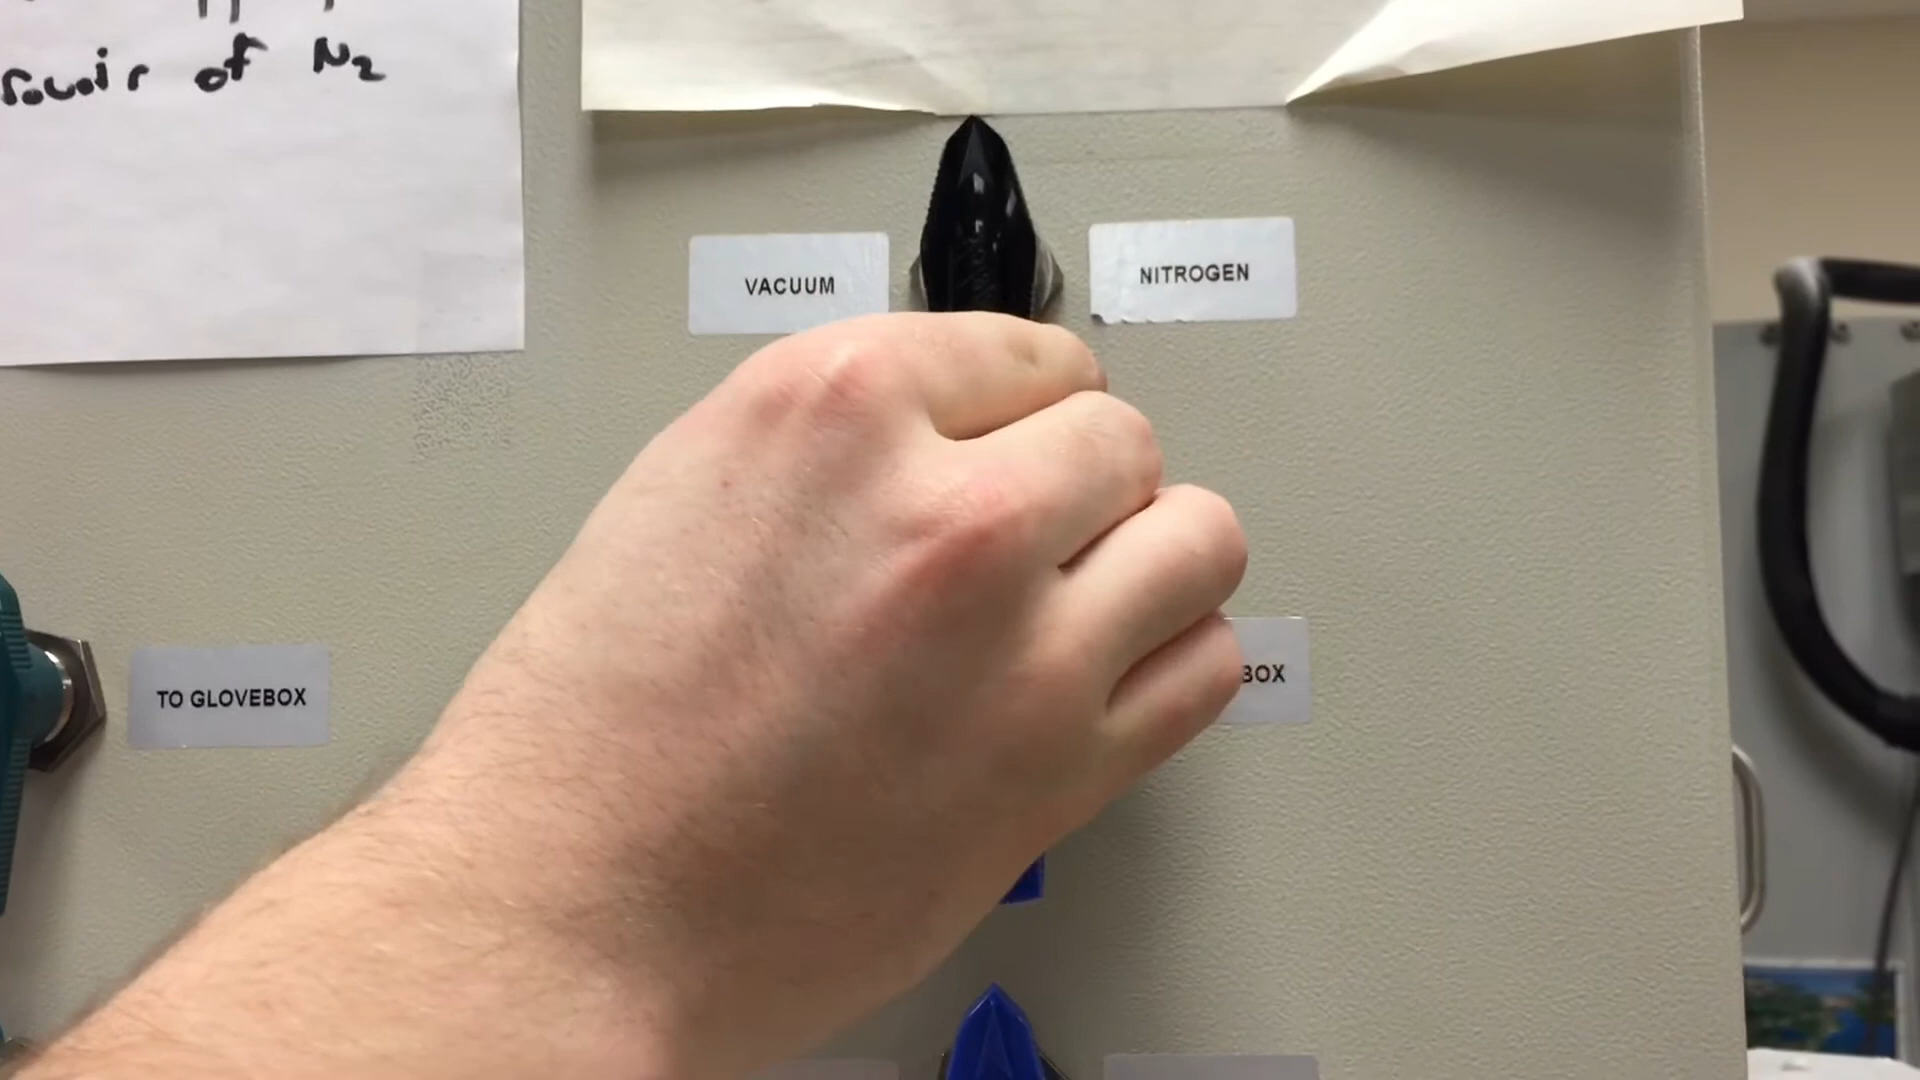 of N2
VACUUM
NITROGEN
TO GLOVEBOX
BOX